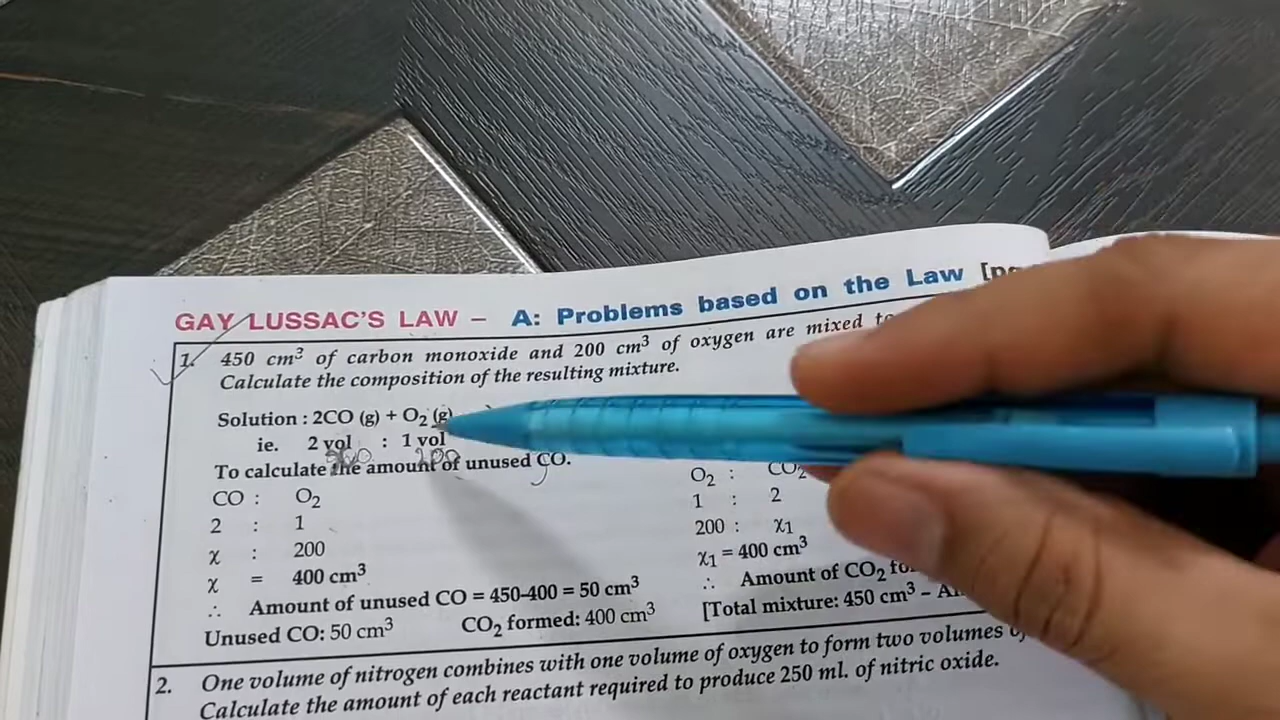 GAY LUSSAC'S LAW – A: Problems based on the Law
1. 450 cm³ of carbon monoxide and 200 cm³ of oxygen are mixed
Calculate the composition of the resulting mixture.
Solution : 2CO (g) + O₂ (g)
ie. 2 vol : 1 vol
200
To calculate the amount of unused CO.
CO : O₂
2 : 1
χ : 200
χ = 400 cm³
∴ Amount of unused CO = 450-400 = 50 cm³
Unused CO: 50 cm³ CO₂ formed: 400 cm³
O₂ : CO₂
1 : 2
200 : χ₁
χ₁ = 400 cm³
∴ Amount of CO₂
[Total mixture: 450 cm³ –
2. One volume of nitrogen combines with one volume of oxygen to form two volumes
Calculate the amount of each reactant required to produce 250 ml. of nitric oxide.